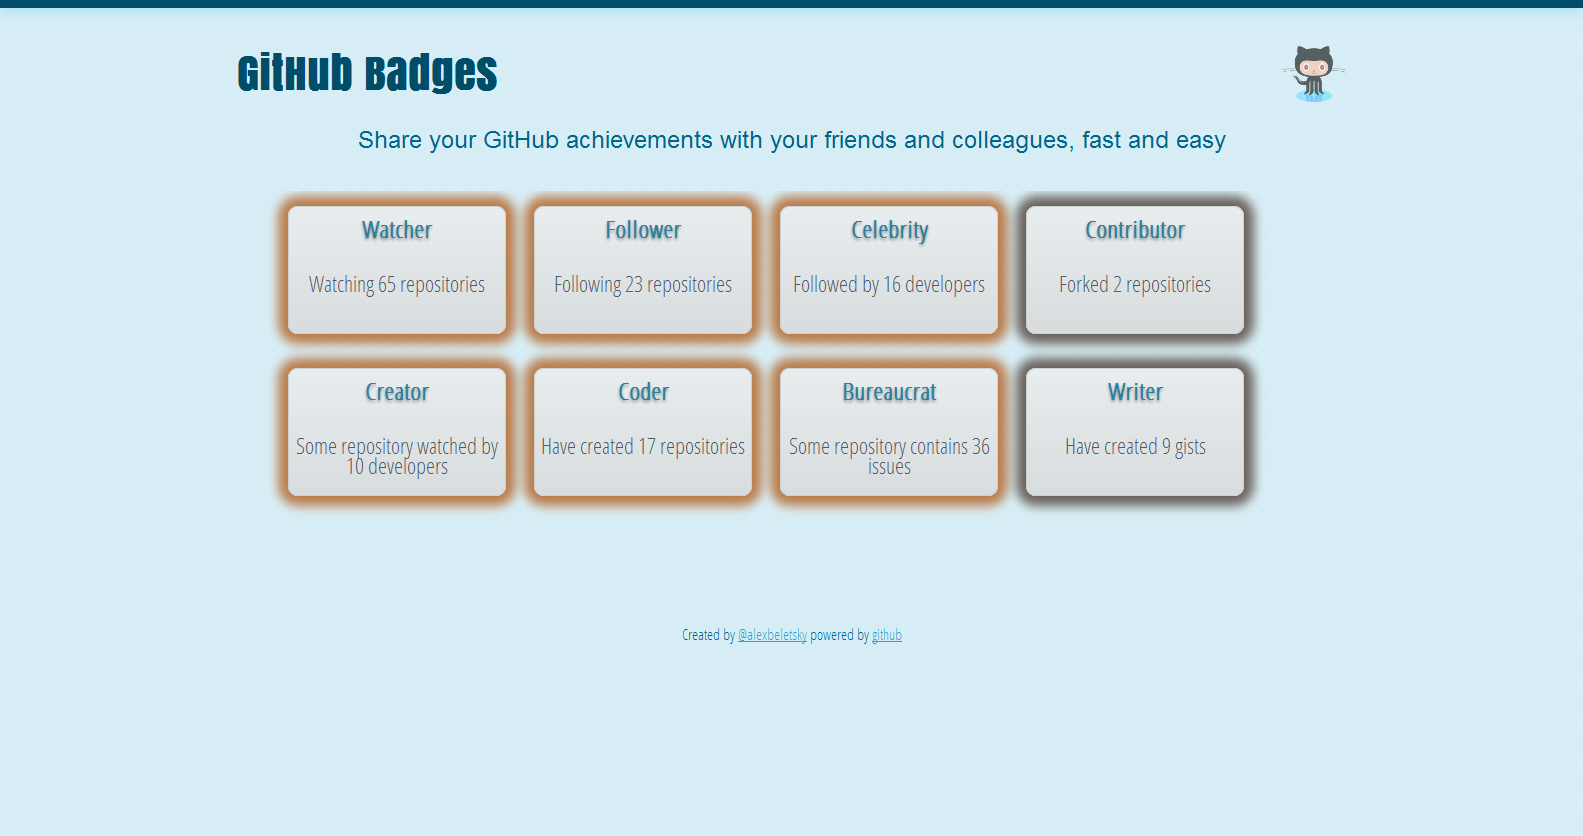 GitHub Badges
Share your GitHub achievements with your friends and colleagues, fast and easy
Watcher
Watching 65 repositories
Follower
Following 23 repositories
Celebrity
Followed by 16 developers
Contributor
Forked 2 repositories
Creator
Some repository watched by
10 developers
Coder
Have created 17 repositories
Bureaucrat
Some repository contains 36
issues
Writer
Have created 9 gists
Created by @alexbeletsky powered by github